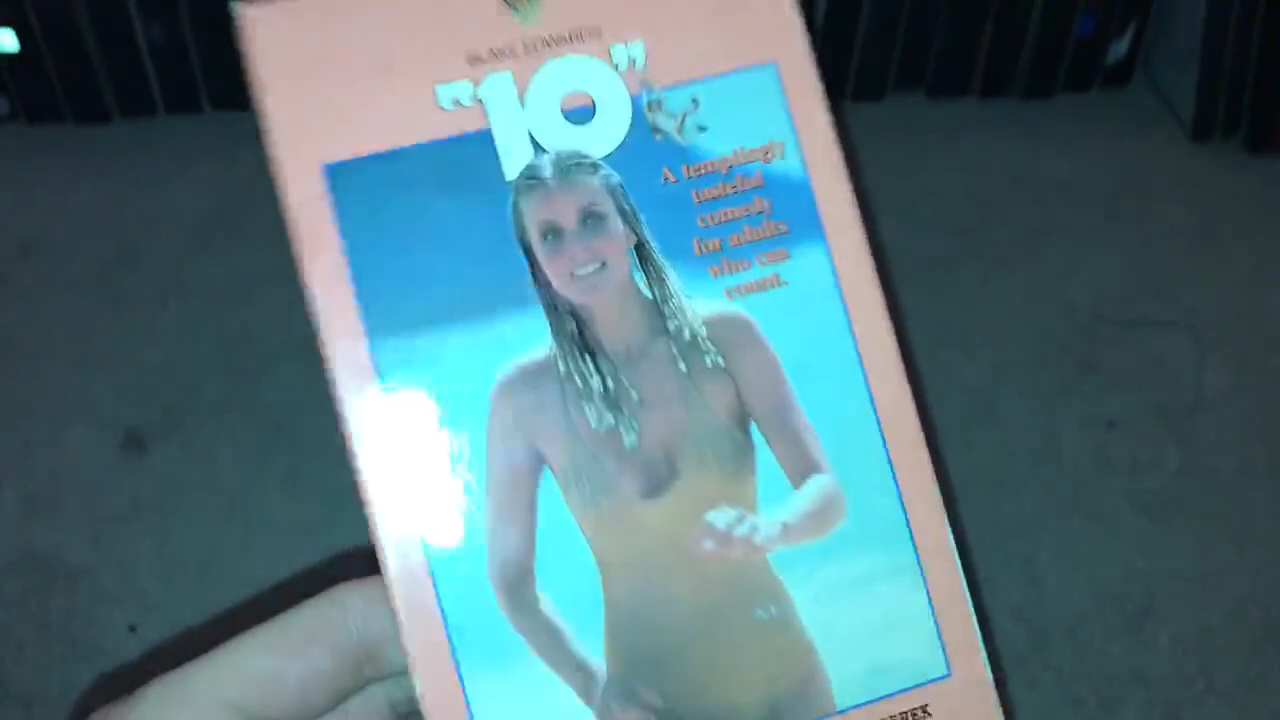 BLAKE EDWARDS'
"10"
A temptingly
tasteful
comedy
for adults
who can
count.